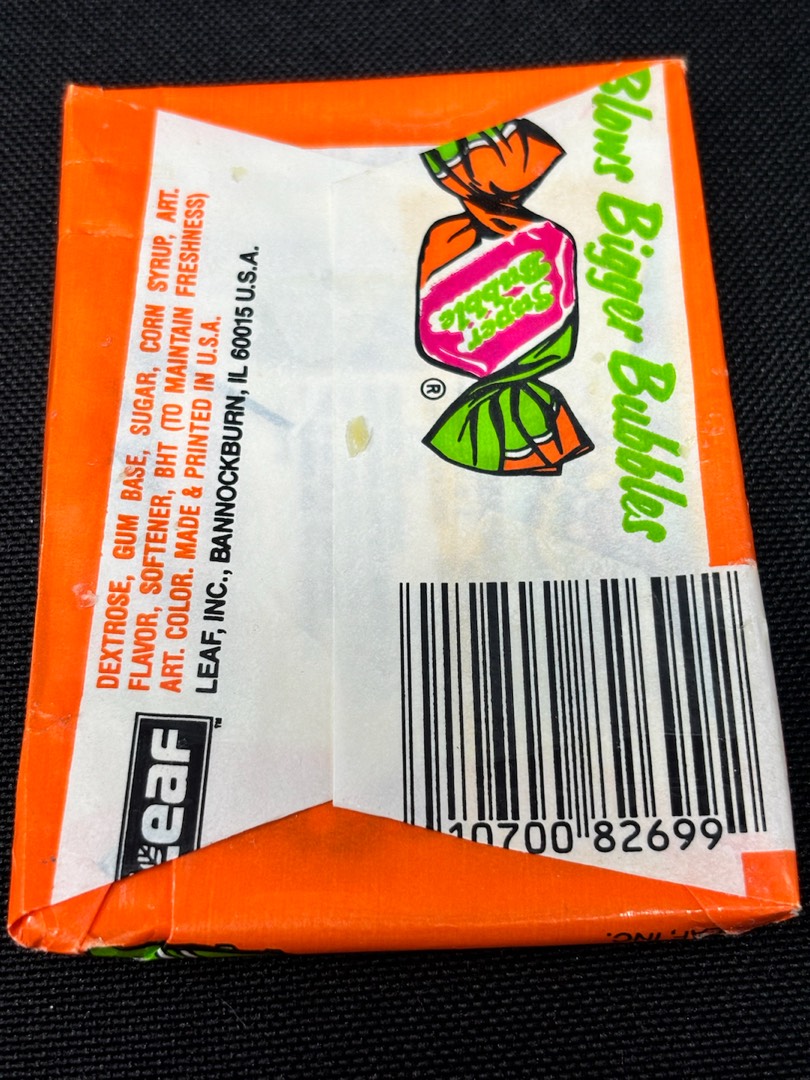 DEXTROSE, GUM BASE, SUGAR, CORN SYRUP, ART.
FLAVOR, SOFTENER, BHT (TO MAINTAIN FRESHNESS)
ART. COLOR. MADE & PRINTED IN U.S.A.
LEAF, INC., BANNOCKBURN, IL 60015 U.S.A.
Leaf ™
Blows Bigger Bubbles
Super
Bubble
®
10700 82699